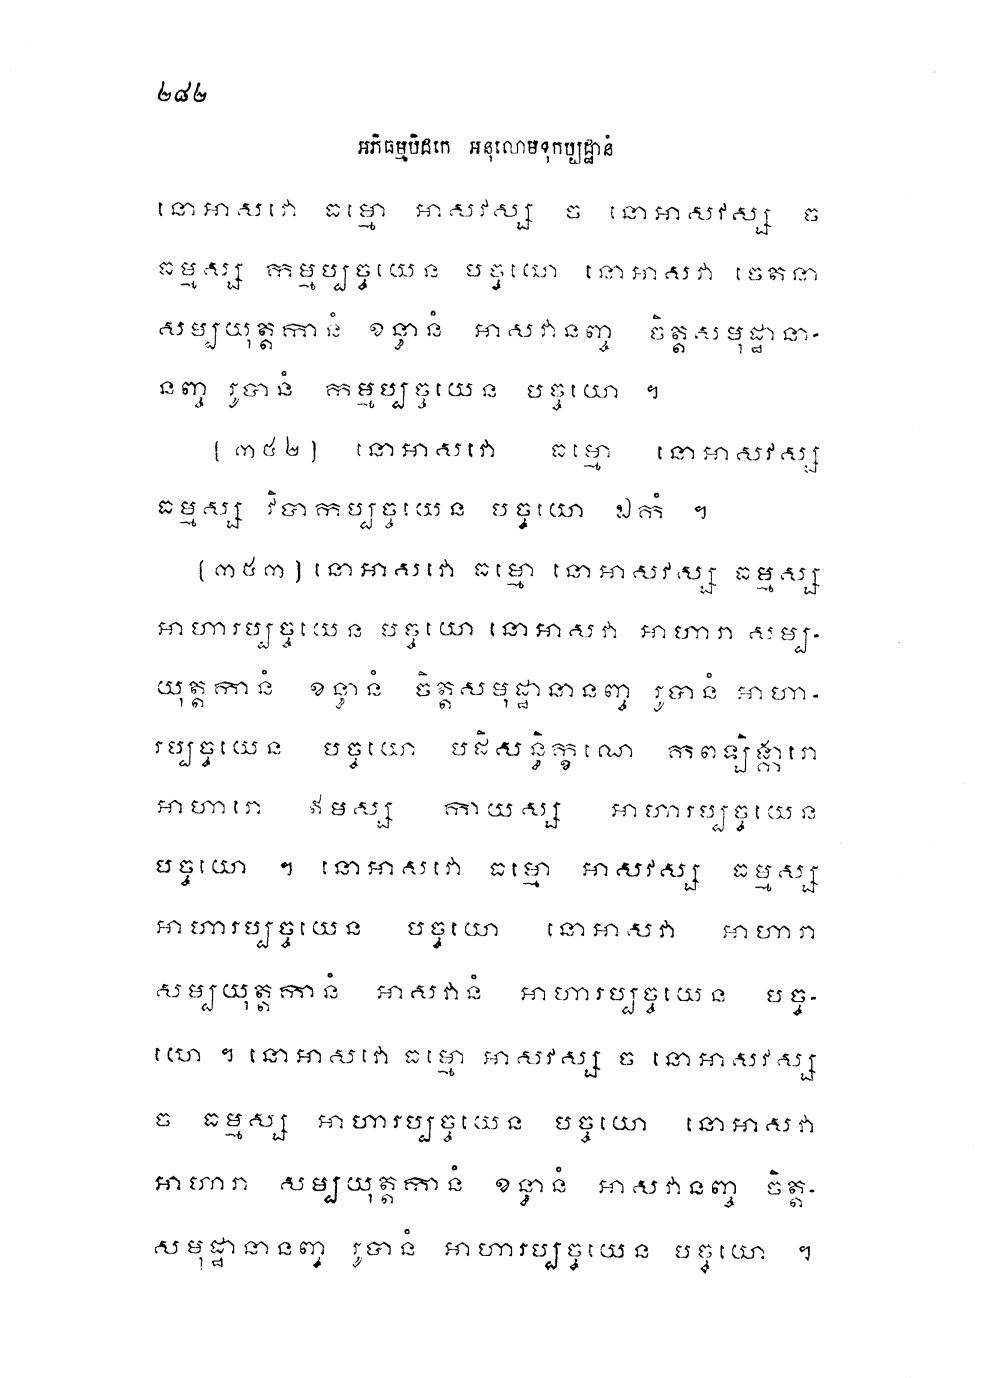 ២៨២
អភិធម្មបិដកេ អនុលោមទុកប្បដ្ឋានំ
នោអាសវោ ធម្មោ អាសវស្ស ច នោអាសវស្ស ច
ធម្មស្ស កម្មប្បច្ចយេន បច្ចយោ នោអាសវា ចេតនា
សម្បយុត្តកានំ ខន្ធានំ អាសវានញ្ច ចិត្តសមុដ្ឋានា-
នញ្ច រូបានំ កម្មប្បច្ចយេន បច្ចយោ ។
[៣៥២] នោអាសវោ ធម្មោ នោអាសវស្ស
ធម្មស្ស វិបាកប្បច្ចយេន បច្ចយោ ឯកំ ។
[៣៥៣] នោអាសវោ ធម្មោ នោអាសវស្ស ធម្មស្ស
អាហារប្បច្ចយេន បច្ចយោ នោអាសវា អាហារា សម្ប-
យុត្តកានំ ខន្ធានំ ចិត្តសមុដ្ឋានានញ្ច រូបានំ អាហា-
រប្បច្ចយេន បច្ចយោ បដិសន្ធិក្ខណេ កពឡិង្ការោ
អាហារោ ឥមស្ស កាយស្ស អាហារប្បច្ចយេន
បច្ចយោ ។ នោអាសវោ ធម្មោ អាសវស្ស ធម្មស្ស
អាហារប្បច្ចយេន បច្ចយោ នោអាសវា អាហារា
សម្បយុត្តកានំ អាសវានំ អាហារប្បច្ចយេន បច្ច-
យោ ។ នោអាសវោ ធម្មោ អាសវស្ស ច នោអាសវស្ស
ច ធម្មស្ស អាហារប្បច្ចយេន បច្ចយោ នោអាសវា
អាហារា សម្បយុត្តកានំ ខន្ធានំ អាសវានញ្ច ចិត្ត-
សមុដ្ឋានានញ្ច រូបានំ អាហារប្បច្ចយេន បច្ចយោ ។